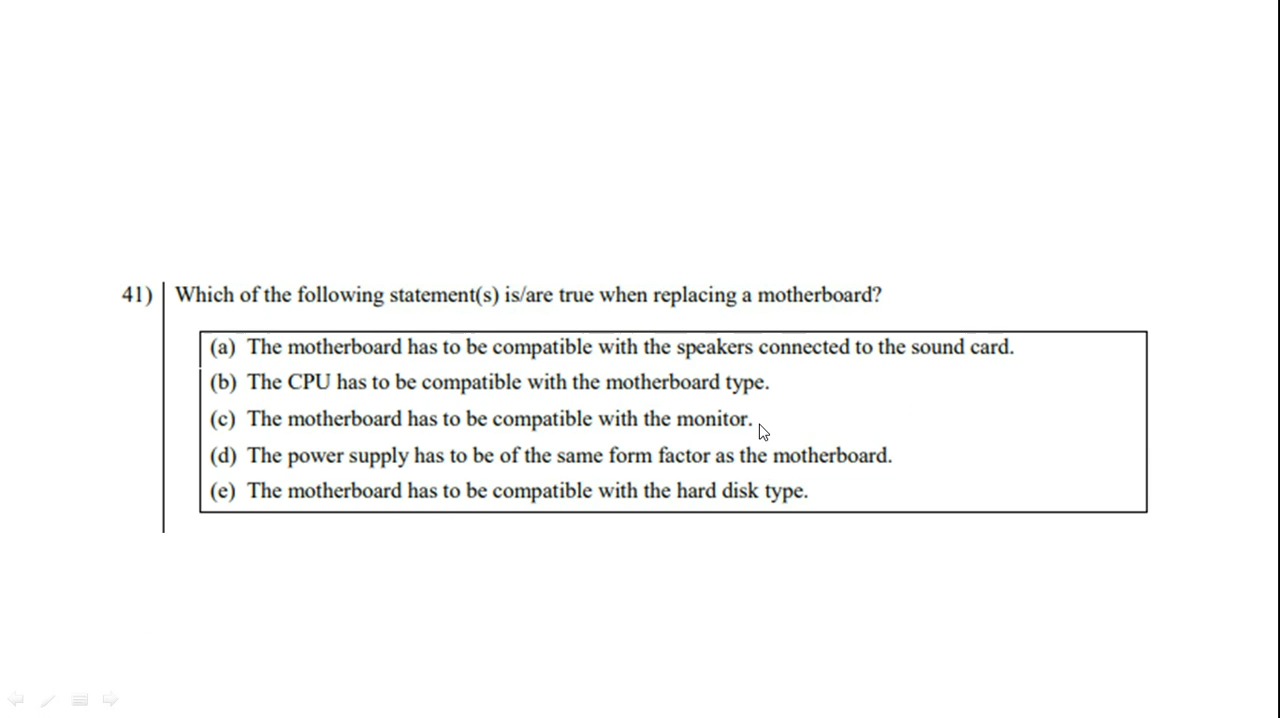 41) Which of the following statement(s) is/are true when replacing a motherboard?
(a) The motherboard has to be compatible with the speakers connected to the sound card.
(b) The CPU has to be compatible with the motherboard type.
(c) The motherboard has to be compatible with the monitor.
(d) The power supply has to be of the same form factor as the motherboard.
(e) The motherboard has to be compatible with the hard disk type.